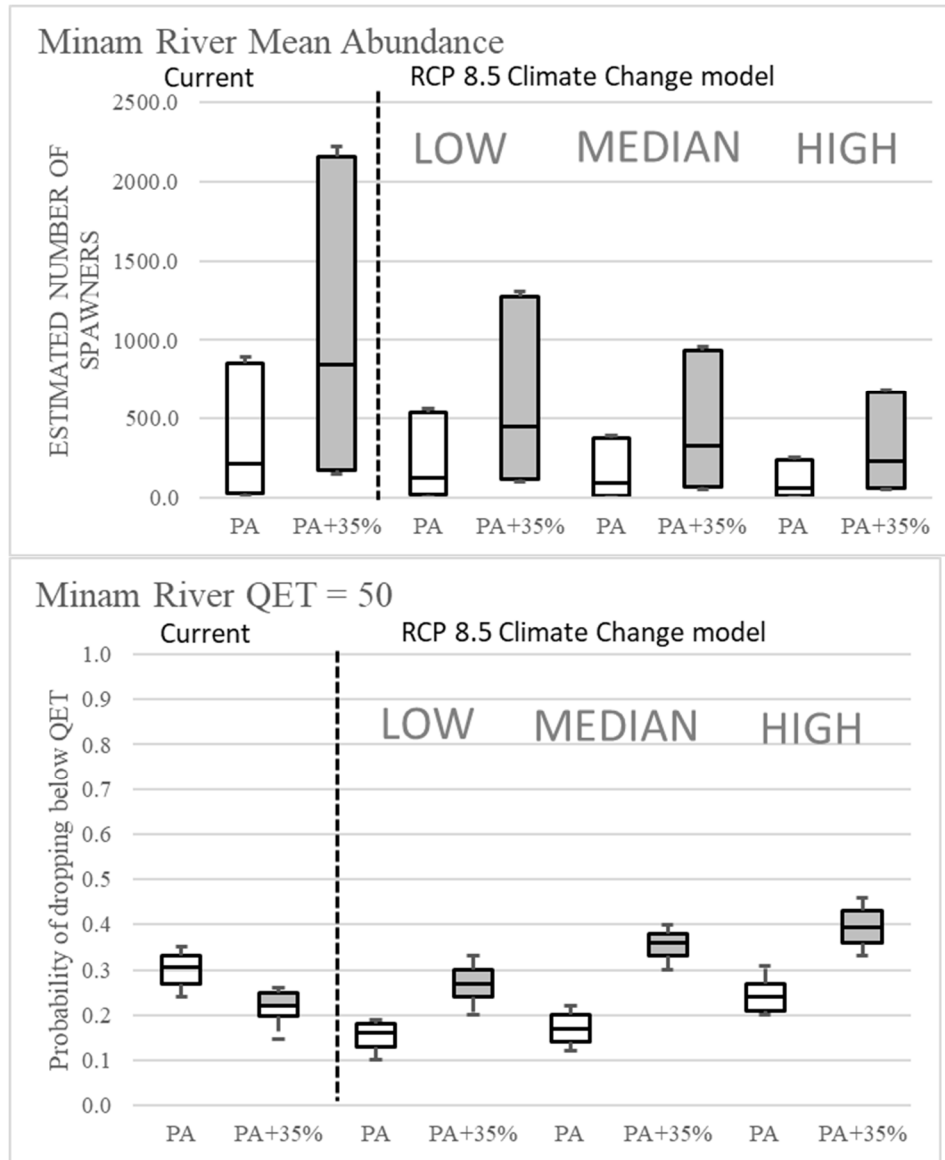 Minam River Mean Abundance
Current RCP 8.5 Climate Change model
2500.0
LOW MEDIAN HIGH
2000.0
1500.0
1000.0
500.0
0.0
ESTIMATED NUMBER OF
SPAWNERS
PA PA+35% PA PA+35% PA PA+35% PA PA+35%
Minam River QET = 50
Current RCP 8.5 Climate Change model
1.0
0.9
LOW MEDIAN HIGH
0.8
0.7
0.6
0.5
0.4
0.3
0.2
0.1
0.0
Probability of dropping below QET
PA PA+35% PA PA+35% PA PA+35% PA PA+35%